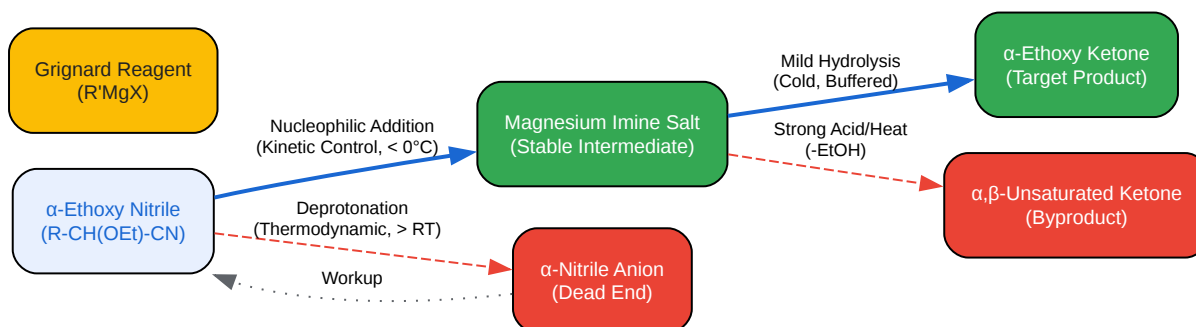 Grignard Reagent
(R'MgX)
α-Ethoxy Nitrile
(R-CH(OEt)-CN)
Nucleophilic Addition
(Kinetic Control, < 0°C)
Deprotonation
(Thermodynamic, > RT)
Workup
Magnesium Imine Salt
(Stable Intermediate)
α-Nitrile Anion
(Dead End)
Mild Hydrolysis
(Cold, Buffered)
Strong Acid/Heat
(-EtOH)
α-Ethoxy Ketone
(Target Product)
α,β-Unsaturated Ketone
(Byproduct)